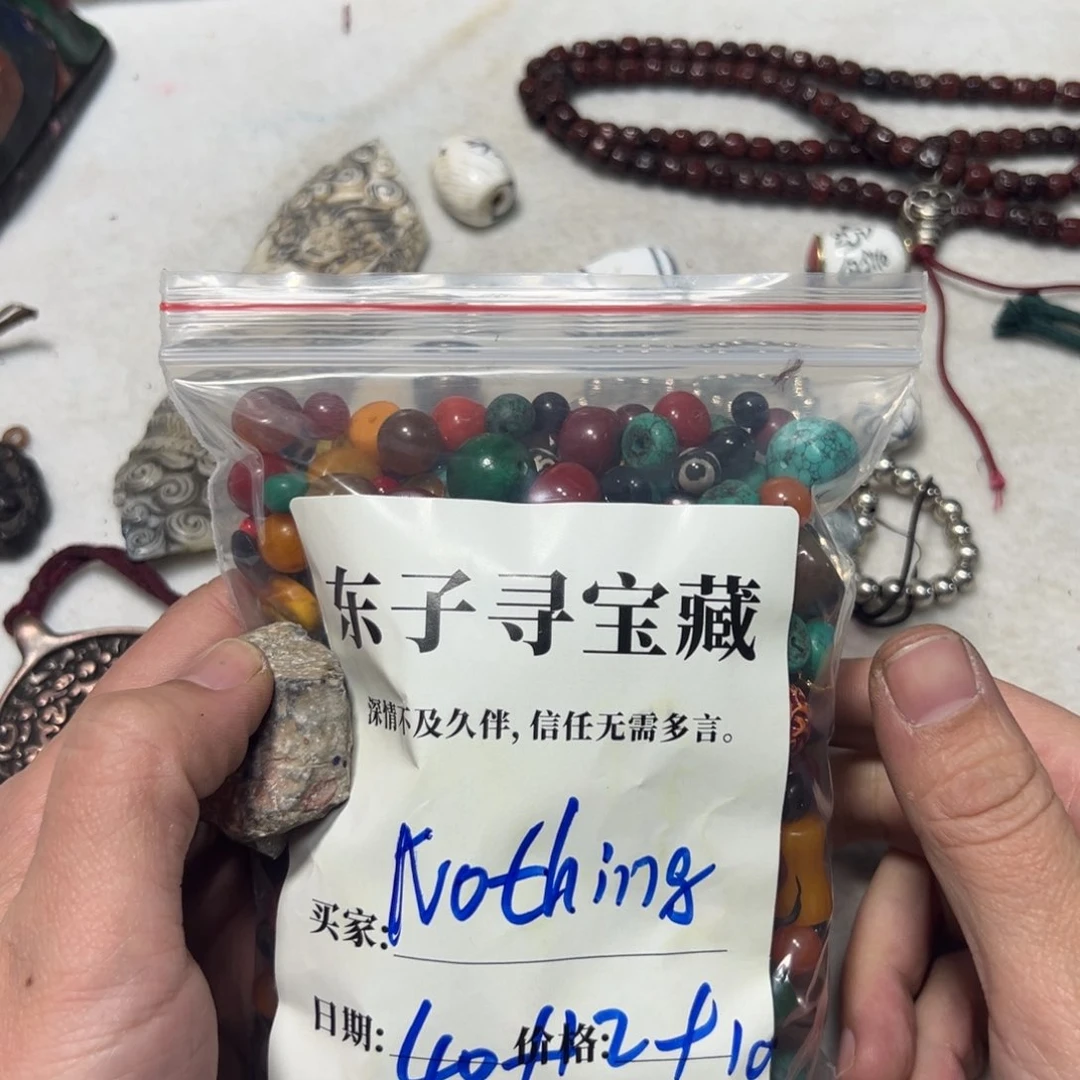 东子寻宝藏
深情不及久伴，信任无需多言。
买家：Nothing
日期： 价格：